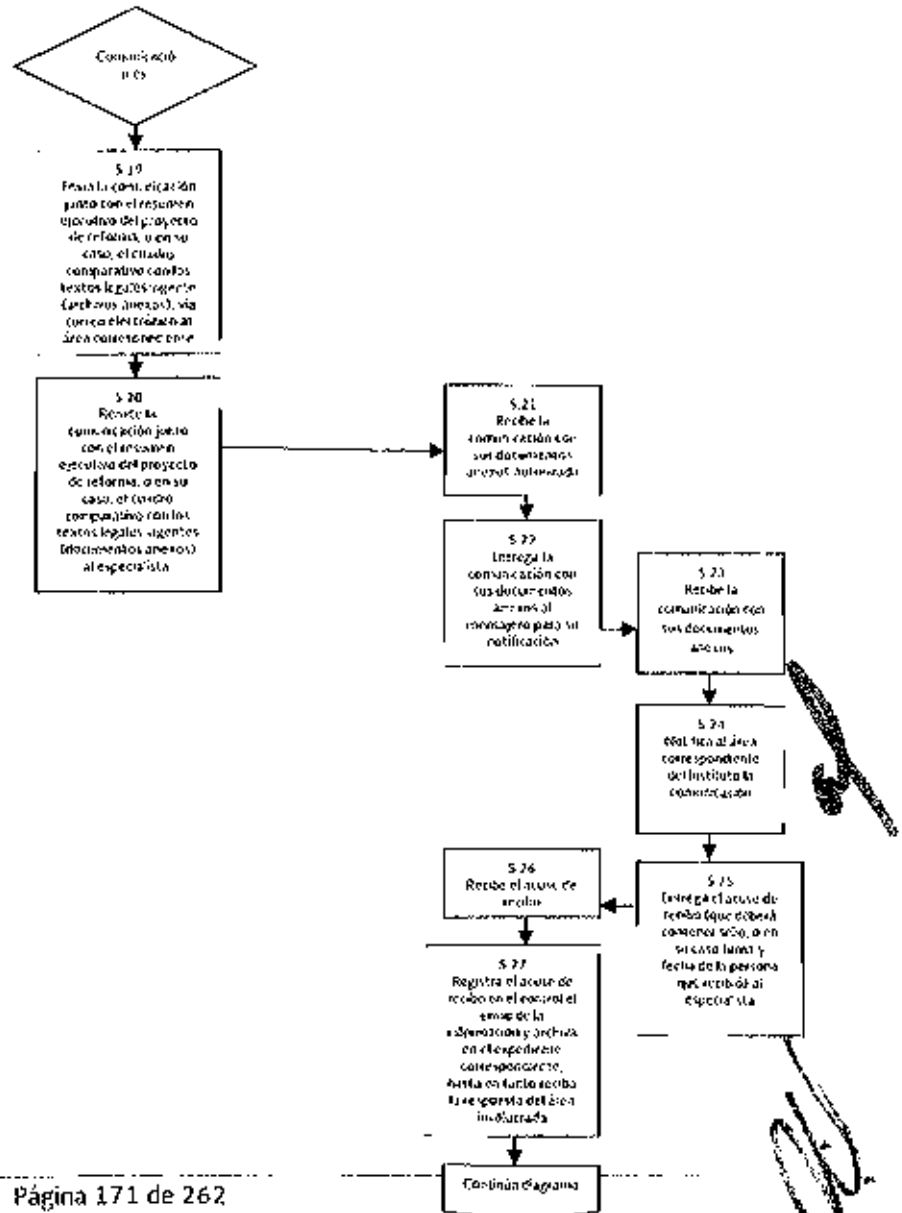 Comunicació
nes
5.19
la comunicación
junto con el resumen
ejecutivo del proyecto
de reforma, o en su
caso, el cuadro
comparativo con los
textos legales vigente
(archivos anexos), vía
correo electrónico al
área correspondiente
5.20
Remite la
comunicación junto
con el resumen
ejecutivo del proyecto
de reforma, o en su
caso, el cuadro
comparativo con los
textos legales vigentes
(documentos anexos)
al especialista
5.21
Recibe la
comunicación con
sus documentos
anexos
5.22
Entrega la
comunicación con
sus documentos
anexos al
mensajero para su
notificación
5.23
Recibe la
comunicación con
sus documentos
anexos
5.24
Notifica al área
correspondiente
del Instituto la
comunicación
5.25
Entrega el acuse de
recibo (que deberá
contener sello, o en
su caso firma y
fecha de la persona
que recibió) al
especialista
5.26
Recibe el acuse de
recibo
5.27
Registra el acuse de
recibo en el control
de la
información y archiva
en el expediente
correspondiente,
hasta en tanto reciba
la respuesta del área
involucrada
Continúa diagrama
Página 171 de 262